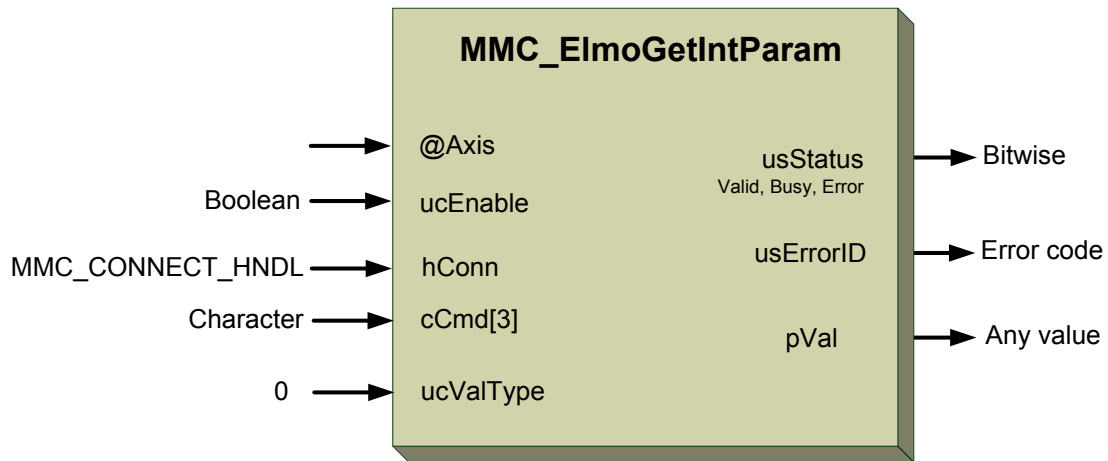 MMC_ElmoGetIntParam
@Axis
usStatus
Bitwise
Valid, Busy, Error
Boolean
ucEnable
usErrorID
Error code
MMC_CONNECT_HNDL
hConn
Character
cCmd[3]
pVal
Any value
0
ucValType